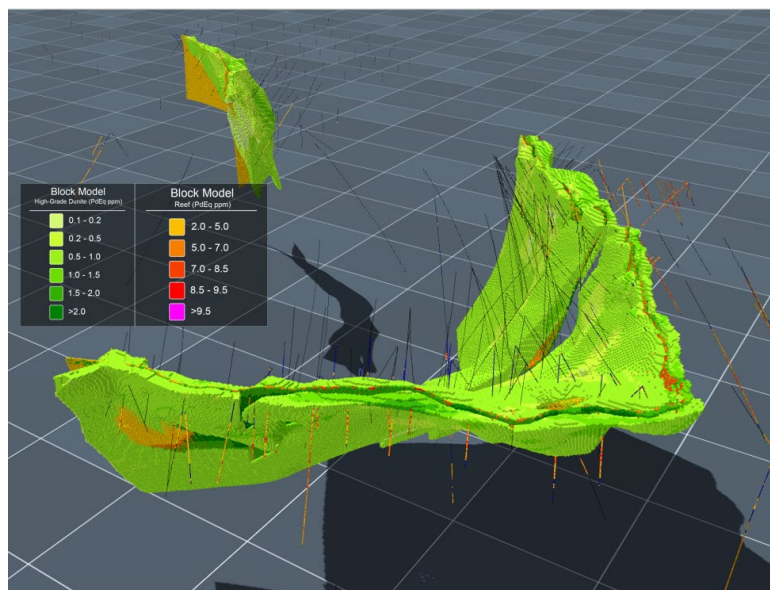 Block Model
High-Grade Dunite (PdEq ppm)
0.1 - 0.2
0.2 - 0.5
0.5 - 1.0
1.0 - 1.5
1.5 - 2.0
>2.0
Block Model
Reef (PdEq ppm)
2.0 - 5.0
5.0 - 7.0
7.0 - 8.5
8.5 - 9.5
>9.5